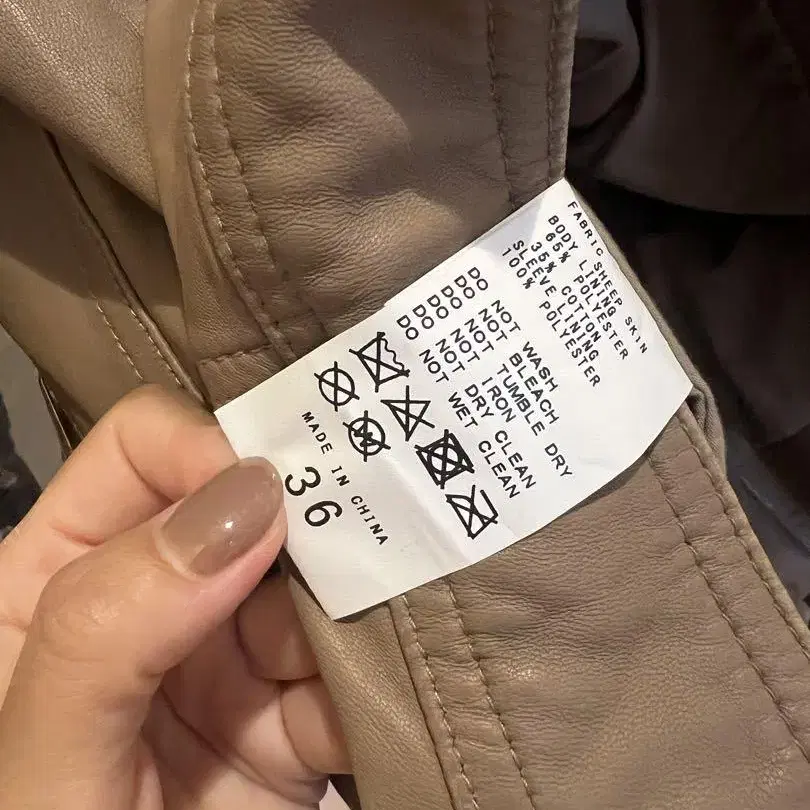 FABRIC SHEEP SKIN
BODY LINING
65% POLYESTER
35% COTTON
SLEEVE LINING
100% POLYESTER
DO NOT WASH
DO NOT BLEACH
DO NOT TUMBLE DRY
DO NOT IRON
DO NOT DRY CLEAN
DO NOT WET CLEAN
MADE IN CHINA
36